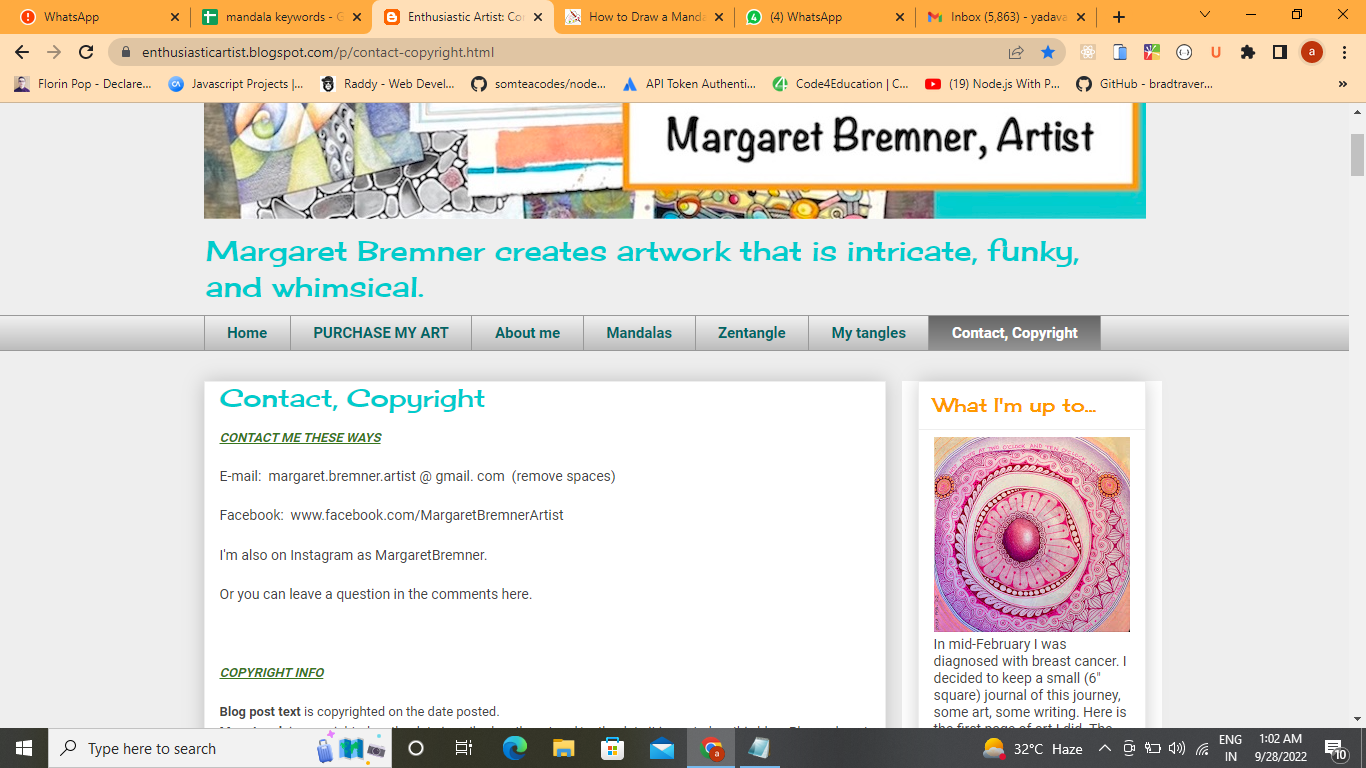 WhatsApp
mandala keywords - G
Enthusiastic Artist: Co
How to Draw a Manda
(4) WhatsApp
Inbox (5,863) - yadava
enthusiasticartist.blogspot.com/p/contact-copyright.html
Florin Pop - Declare...
Javascript Projects |...
Raddy - Web Devel...
somteacodes/node...
API Token Authenti...
Code4Education | C...
(19) Node.js With P...
GitHub - bradtraver...
Margaret Bremner, Artist
Margaret Bremner creates artwork that is intricate, funky,
and whimsical.
Home
PURCHASE MY ART
About me
Mandalas
Zentangle
My tangles
Contact, Copyright
Contact, Copyright
CONTACT ME THESE WAYS
E-mail:  margaret.bremner.artist @ gmail. com  (remove spaces)
Facebook:  www.facebook.com/MargaretBremnerArtist
I'm also on Instagram as MargaretBremner.
Or you can leave a question in the comments here.
COPYRIGHT INFO
Blog post text is copyrighted on the date posted.
What I'm up to...
In mid-February I was
diagnosed with breast cancer. I
decided to keep a small (6"
square) journal of this journey,
some art, some writing. Here is
the first page of art I did. The
Type here to search
32°C Haze
ENG
IN
1:02 AM
9/28/2022
10